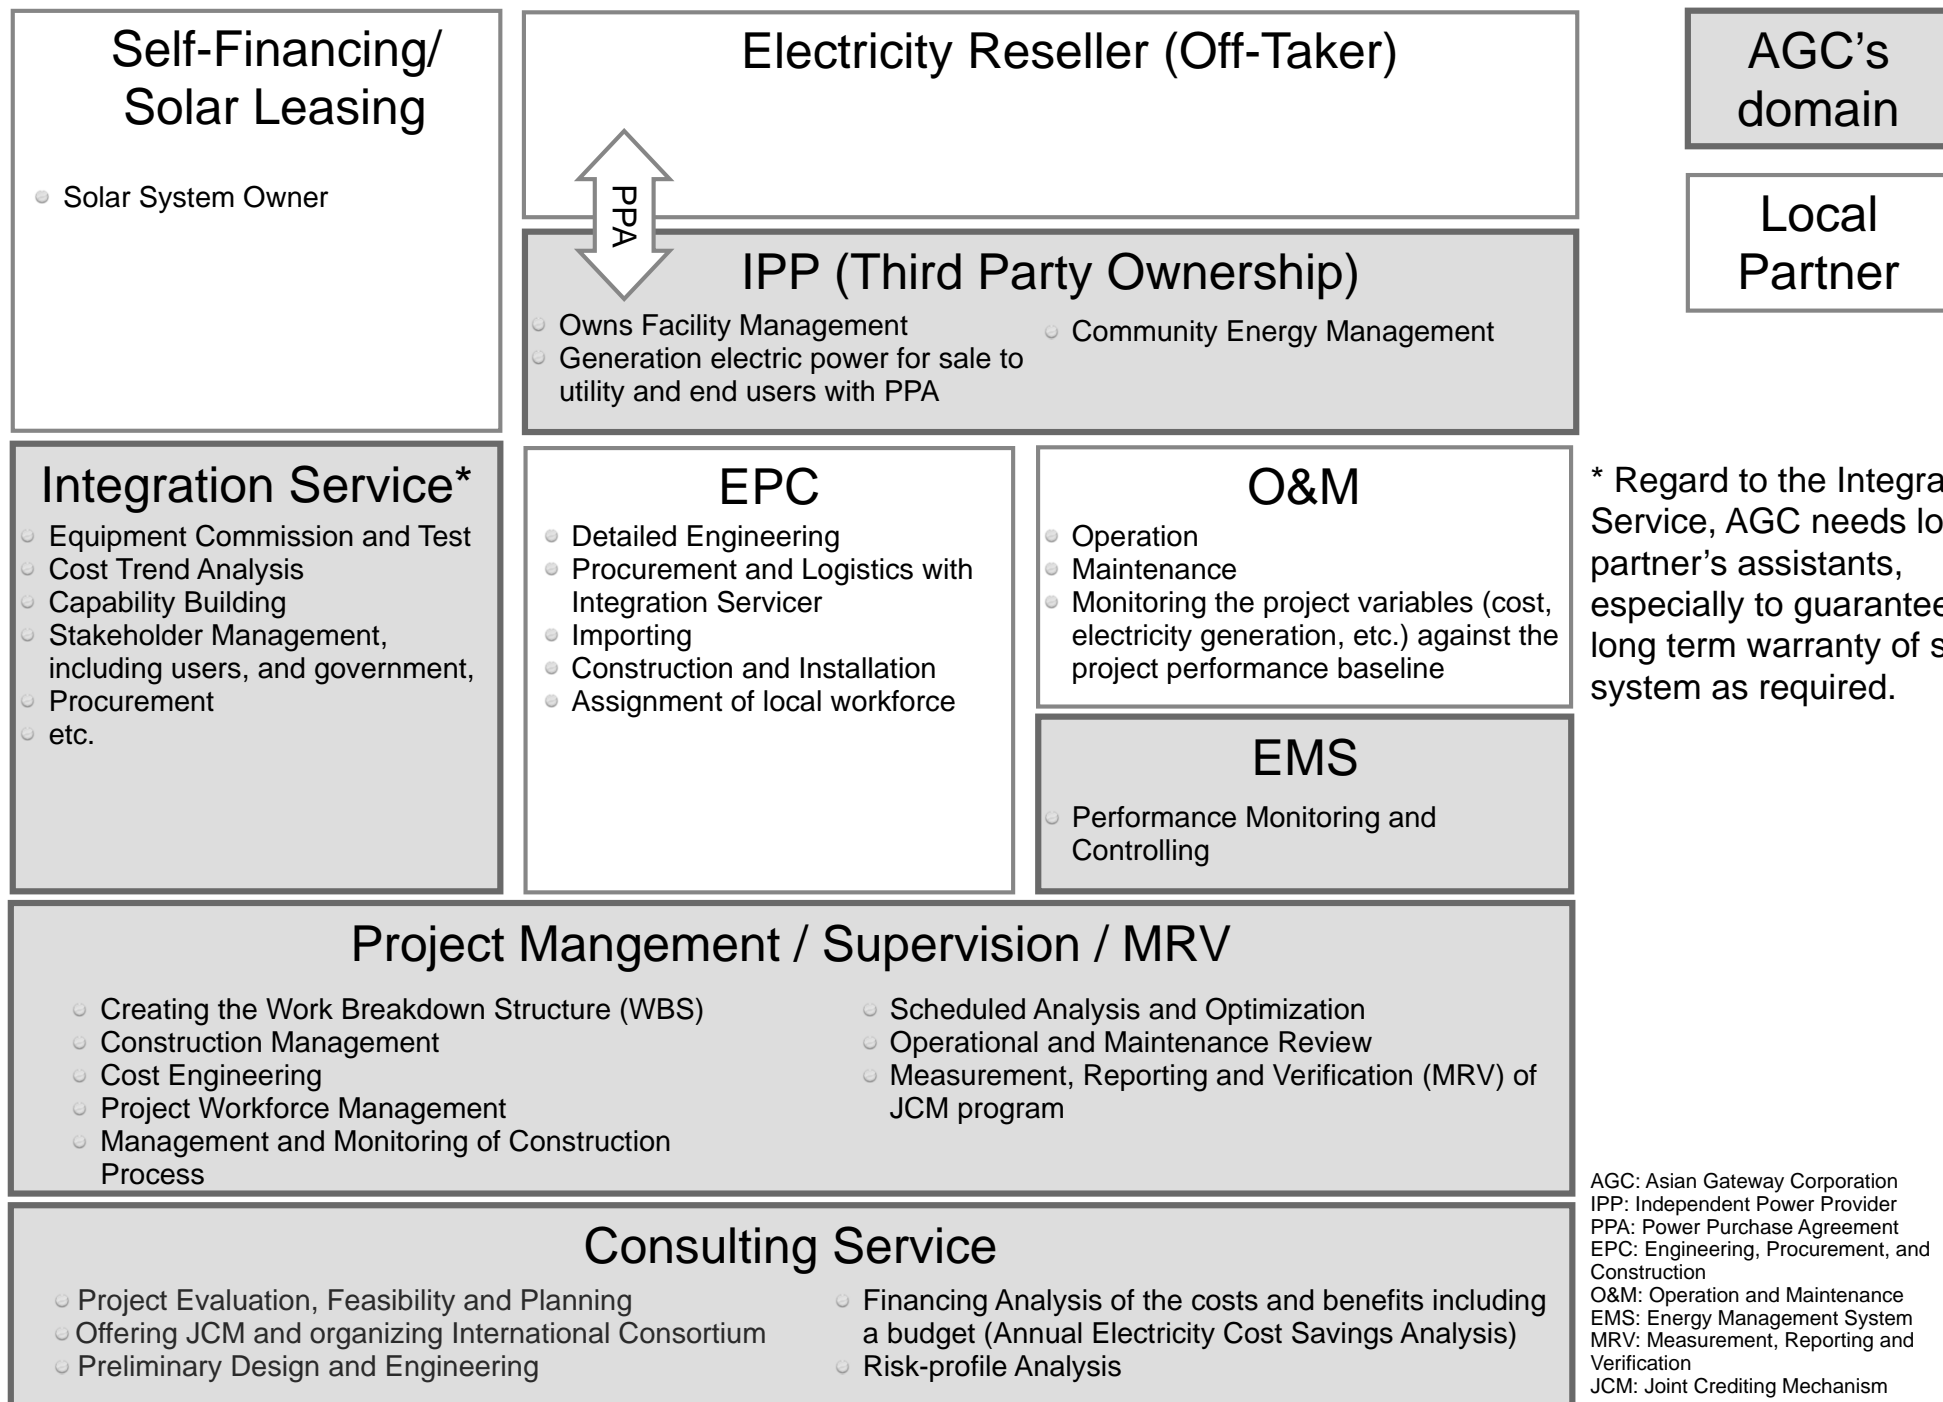 Self-Financing/
Solar Leasing
Solar System Owner
Electricity Reseller (Off-Taker)
PPA
IPP (Third Party Ownership)
Owns Facility Management
Generation electric power for sale to
utility and end users with PPA
Community Energy Management
AGC's
domain
Local
Partner
Integration Service*
Equipment Commission and Test
Cost Trend Analysis
Capability Building
Stakeholder Management,
including users, and government,
Procurement
etc.
EPC
Detailed Engineering
Procurement and Logistics with
Integration Servicer
Importing
Construction and Installation
Assignment of local workforce
O&M
Operation
Maintenance
Monitoring the project variables (cost,
electricity generation, etc.) against the
project performance baseline
EMS
Performance Monitoring and
Controlling
* Regard to the
Service, AGC needs
partner's assistants,
especially to guarantee
long term warranty of
system as required.
Project Mangement / Supervision / MRV
Creating the Work Breakdown Structure (WBS)
Construction Management
Cost Engineering
Project Workforce Management
Management and Monitoring of Construction
Process
Scheduled Analysis and Optimization
Operational and Maintenance Review
Measurement, Reporting and Verification (MRV) of
JCM program
Consulting Service
Project Evaluation, Feasibility and Planning
Offering JCM and organizing International Consortium
Preliminary Design and Engineering
Financing Analysis of the costs and benefits including
a budget (Annual Electricity Cost Savings Analysis)
Risk-profile Analysis
AGC: Asian Gateway Corporation
IPP: Independent Power Provider
PPA: Power Purchase Agreement
EPC: Engineering, Procurement, and
Construction
O&M: Operation and Maintenance
EMS: Energy Management System
MRV: Measurement, Reporting and
Verification
JCM: Joint Crediting Mechanism